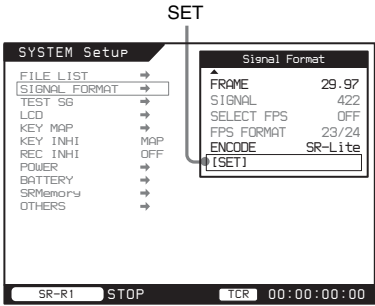 SET
SYSTEM Setup
FILE LIST →
SIGNAL FORMAT →
TEST SG →
LCD →
KEY MAP →
KEY INHI MAP
REC INHI OFF
POWER →
BATTERY →
SRMemory →
OTHERS →
Signal Format
FRAME 29.97
SIGNAL 422
SELECT FPS OFF
FPS FORMAT 23/24
ENCODE SR-Lite
[SET]
SR-R1 STOP TCR 00:00:00:00